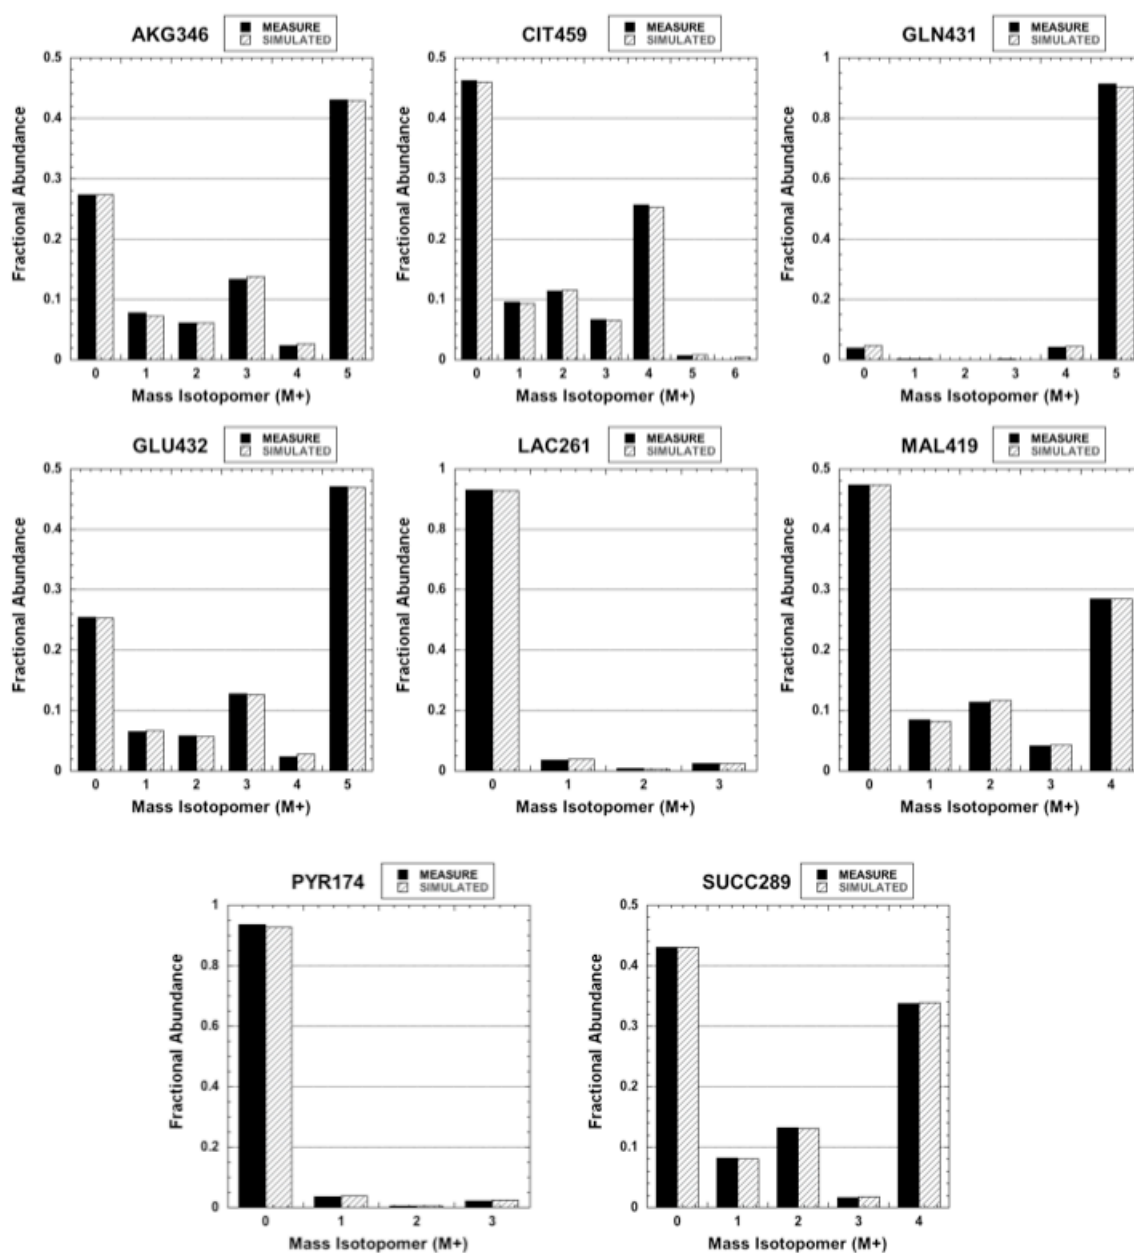 AKG346
MEASURE
SIMULATED
Fractional Abundance
0.5
0.4
0.3
0.2
0.1
0
0 1 2 3 4 5
Mass Isotopomer (M+)
CIT459
MEASURE
SIMULATED
Fractional Abundance
0.5
0.4
0.3
0.2
0.1
0
0 1 2 3 4 5 6
Mass Isotopomer (M+)
GLN431
MEASURE
SIMULATED
Fractional Abundance
1
0.8
0.6
0.4
0.2
0
0 1 2 3 4 5
Mass Isotopomer (M+)
GLU432
MEASURE
SIMULATED
Fractional Abundance
0.5
0.4
0.3
0.2
0.1
0
0 1 2 3 4 5
Mass Isotopomer (M+)
LAC261
MEASURE
SIMULATED
Fractional Abundance
1
0.8
0.6
0.4
0.2
0
0 1 2 3
Mass Isotopomer (M+)
MAL419
MEASURE
SIMULATED
Fractional Abundance
0.5
0.4
0.3
0.2
0.1
0
0 1 2 3 4
Mass Isotopomer (M+)
PYR174
MEASURE
SIMULATED
Fractional Abundance
1
0.8
0.6
0.4
0.2
0
0 1 2 3
Mass Isotopomer (M+)
SUCC289
MEASURE
SIMULATED
Fractional Abundance
0.5
0.4
0.3
0.2
0.1
0
0 1 2 3 4
Mass Isotopomer (M+)